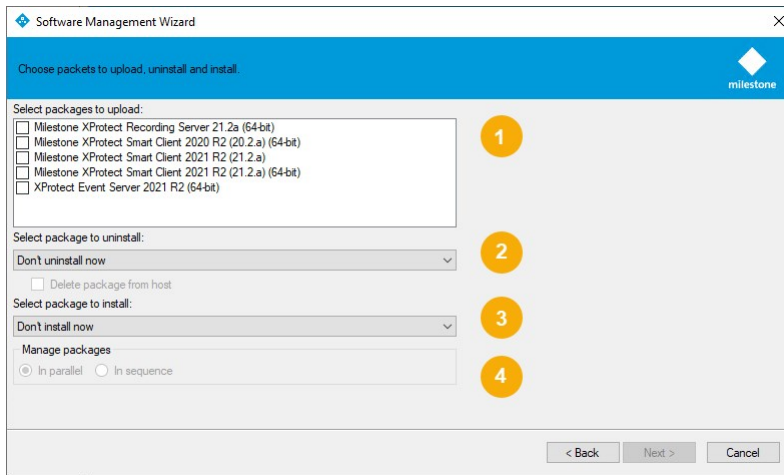 Software Management Wizard
Choose packets to upload, uninstall and install.
milestone
Select packages to upload:
Milestone XProtect Recording Server 21.2a (64-bit)
Milestone XProtect Smart Client 2020 R2 (20.2.a) (64-bit)
Milestone XProtect Smart Client 2021 R2 (21.2.a)
Milestone XProtect Smart Client 2021 R2 (21.2.a) (64-bit)
XProtect Event Server 2021 R2 (64-bit)
1
Select package to uninstall:
Don't uninstall now
2
Delete package from host
Select package to install:
Don't install now
3
Manage packages
In parallel In sequence
4
< Back Next > Cancel